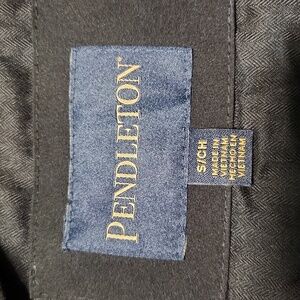 PENDLETON®
S/CH
MADE IN
VIETNAM
HECHO EN
VIETNAM